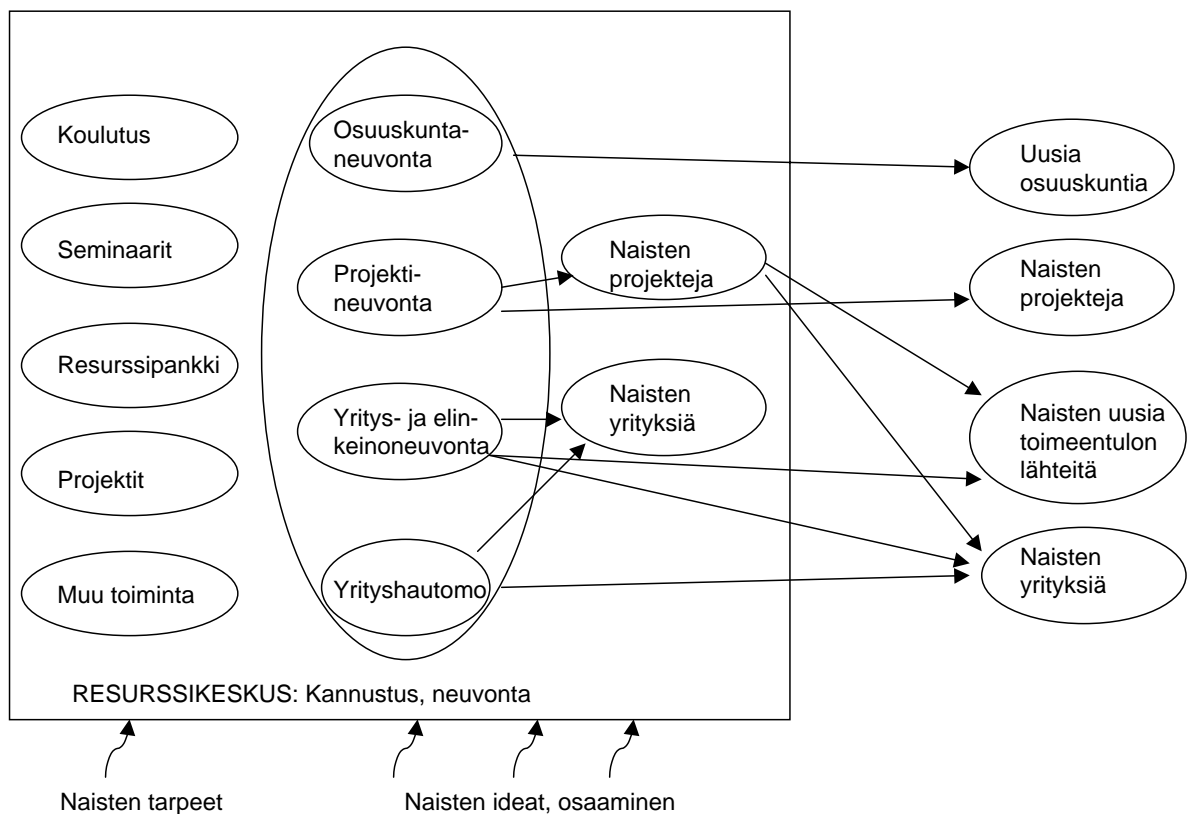 Koulutus
Seminaarit
Resurssipankki
Projektit
Muu toiminta
Osuuskunta-
neuvonta
Projekti-
neuvonta
Yritys- ja elin-
keinoneuvonta
Yrityshautomo
Naisten
projekteja
Naisten
yrityksiä
Uusia
osuuskuntia
Naisten
projekteja
Naisten uusia
toimeentulon
lähteitä
Naisten
yrityksiä
RESURSSIKESKUS: Kannustus, neuvonta
Naisten tarpeet
Naisten ideat, osaaminen